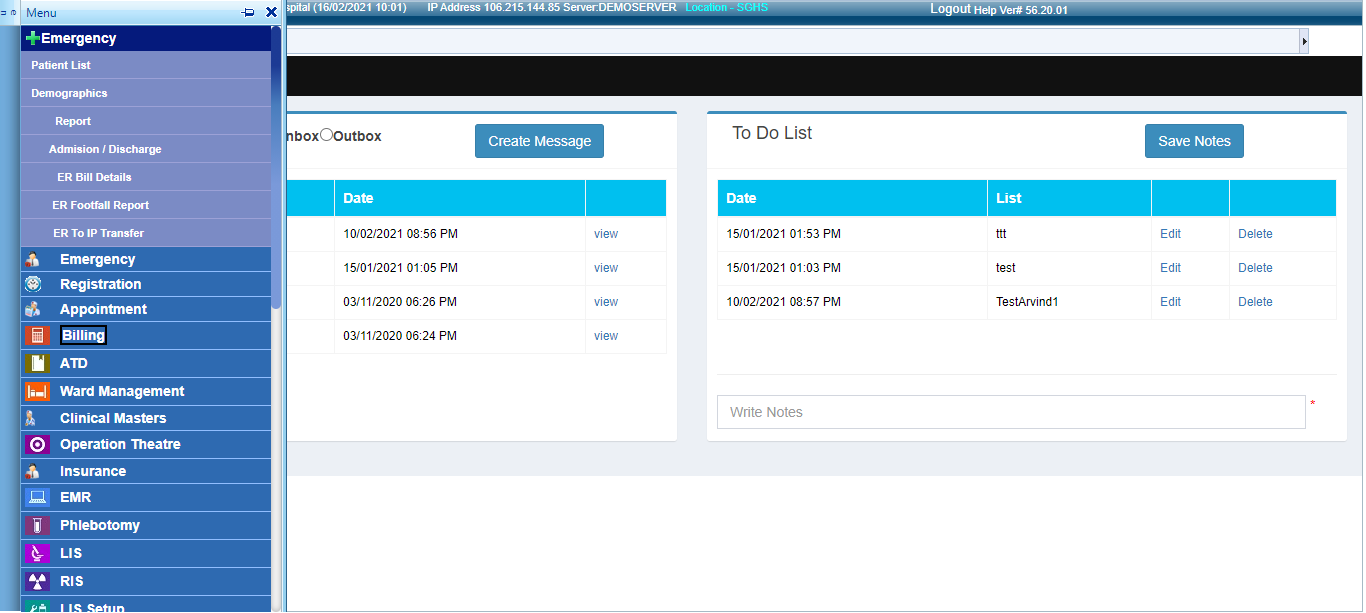 Menu
spital (16/02/2021 10:01) IP Address 106.215.144.85 Server:DEMOSERVER Location - SGHS Logout Help Ver# 56.20.01
Emergency
Patient List
Demographics
Report
Admision / Discharge
ER Bill Details
ER Footfall Report
ER To IP Transfer
Emergency
Registration
Appointment
Billing
ATD
Ward Management
Clinical Masters
Operation Theatre
Insurance
EMR
Phlebotomy
LIS
RIS
LIS Setup
nbox Outbox Create Message
Date
10/02/2021 08:56 PM view
15/01/2021 01:05 PM view
03/11/2020 06:26 PM view
03/11/2020 06:24 PM view
To Do List Save Notes
Date List
15/01/2021 01:53 PM ttt Edit Delete
15/01/2021 01:03 PM test Edit Delete
10/02/2021 08:57 PM TestArvind1 Edit Delete
Write Notes *